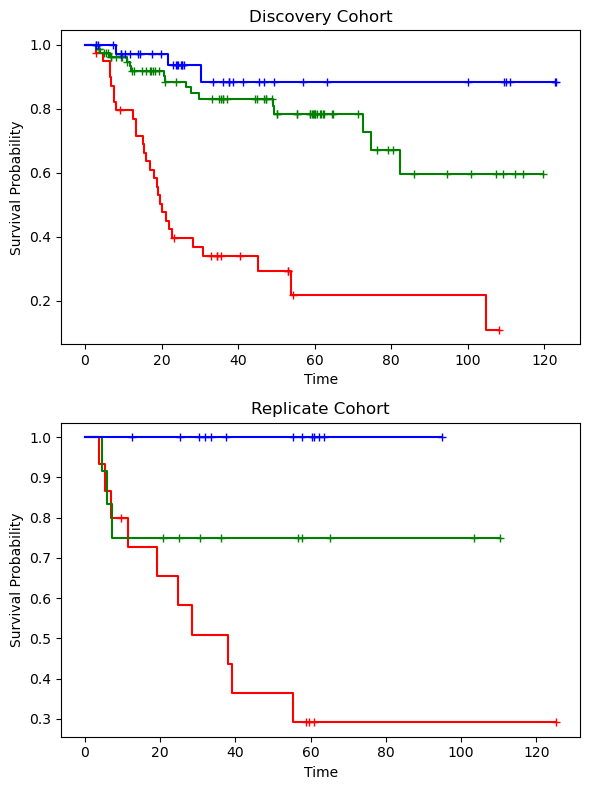 Discovery Cohort
1.0
0.8
0.6
0.4
0.2
Survival Probability
0 20 40 60 80 100 120
Time
Replicate Cohort
1.0
0.9
0.8
0.7
0.6
0.5
0.4
0.3
Survival Probability
0 20 40 60 80 100 120
Time